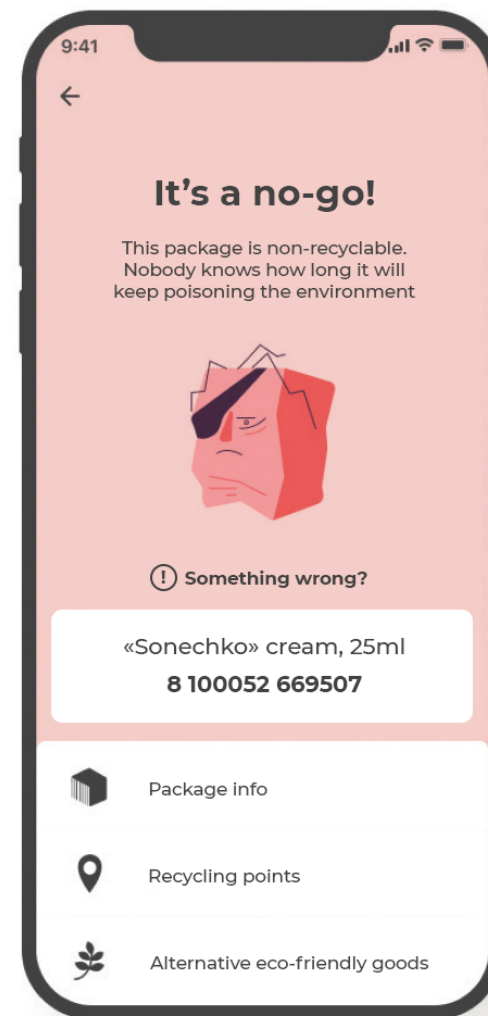 9:41
It’s a no-go!
This package is non-recyclable.
Nobody knows how long it will
keep poisoning the environment
Something wrong?
«Sonechko» cream, 25ml
8 100052 669507
Package info
Recycling points
Alternative eco-friendly goods